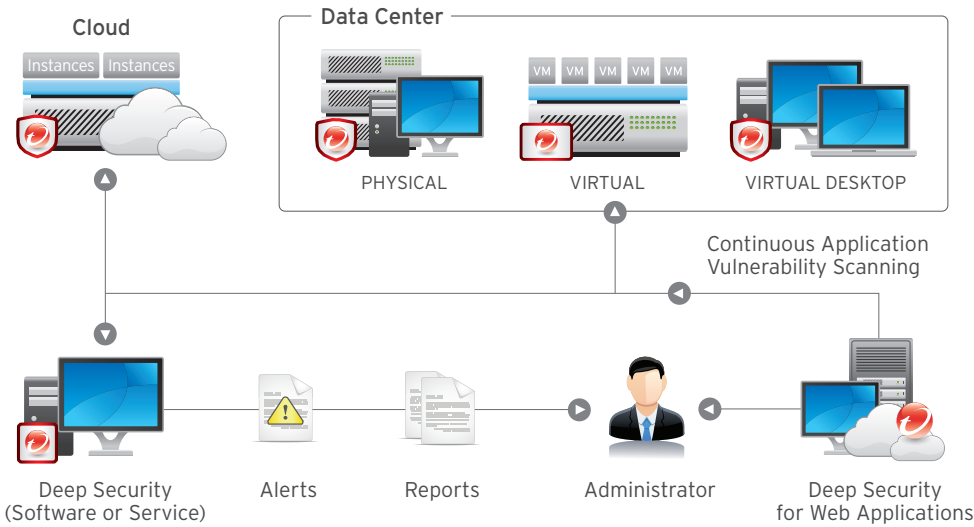 Cloud
Data Center
Instances Instances
VM VM VM VM VM
PHYSICAL
VIRTUAL
VIRTUAL DESKTOP
Continuous Application
Vulnerability Scanning
Deep Security
(Software or Service)
Alerts
Reports
Administrator
Deep Security
for Web Applications